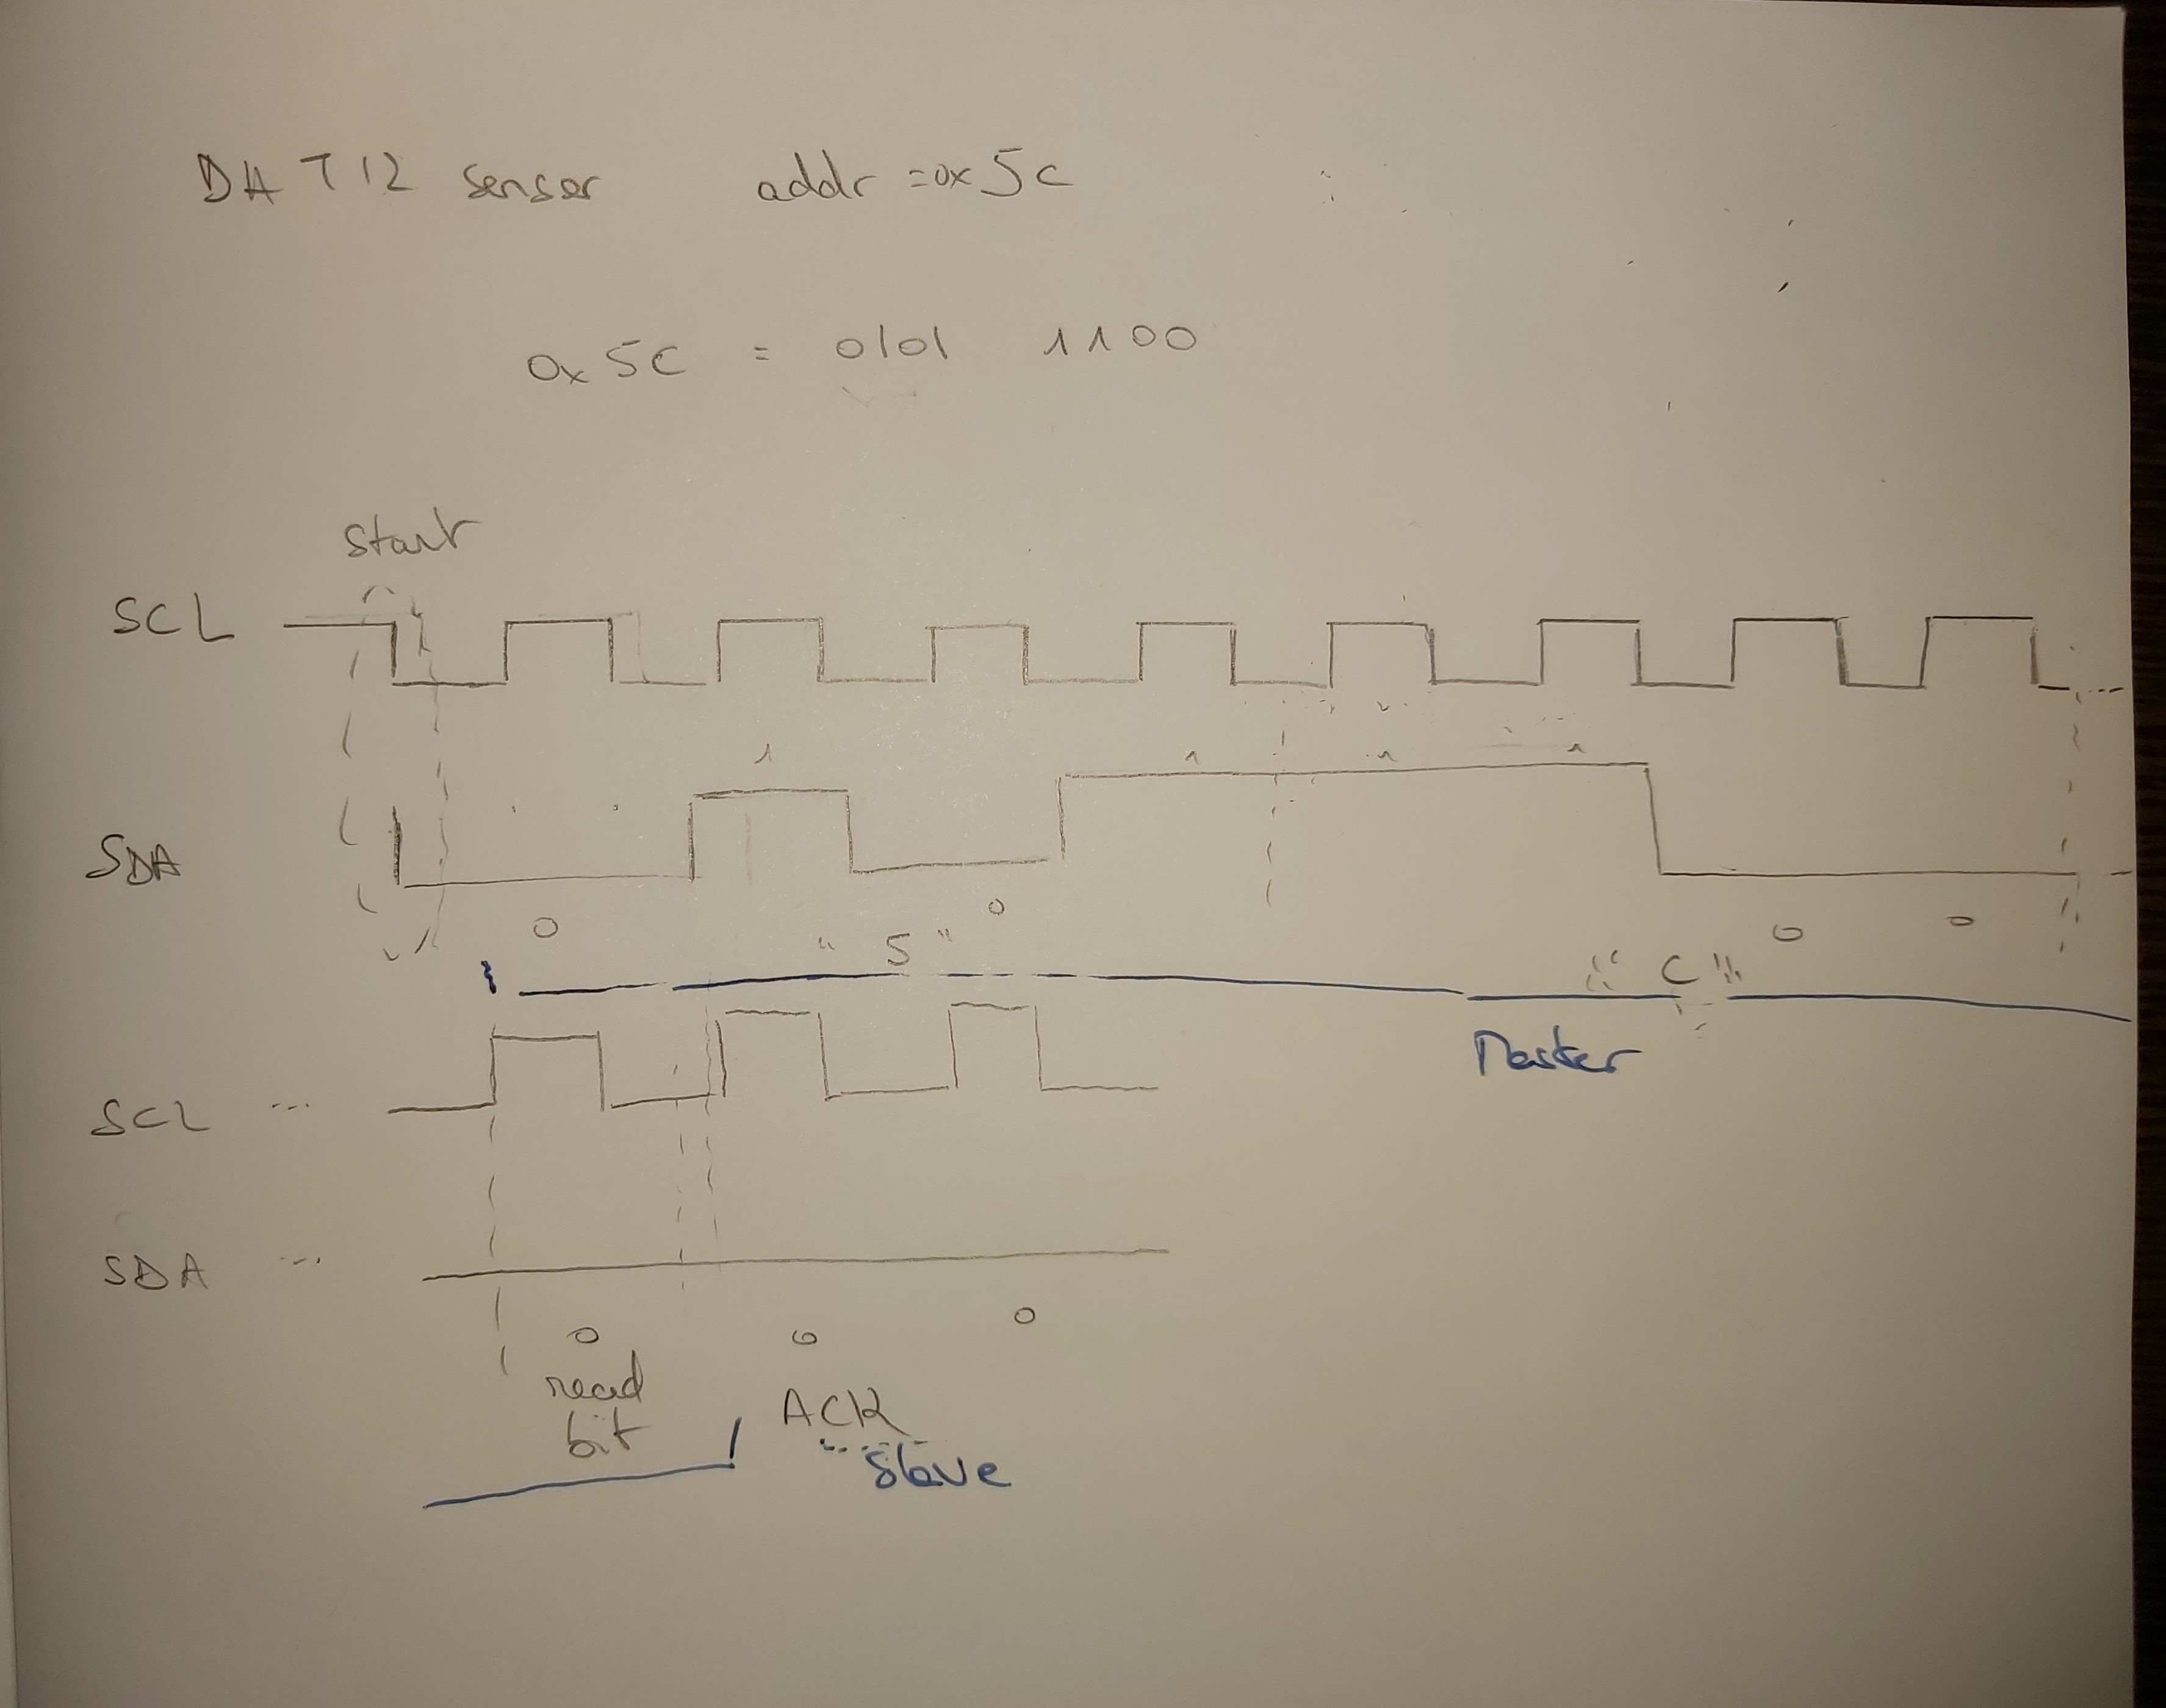 DHT12 sensor addr = 0x5c
0x5C = 0101 1100
Start
SCL
1 1 1 1
SDA
0 0 0 0
"5" "C"
Master
SCL ...
SDA ...
0 0 0
read ACK
bit Slave